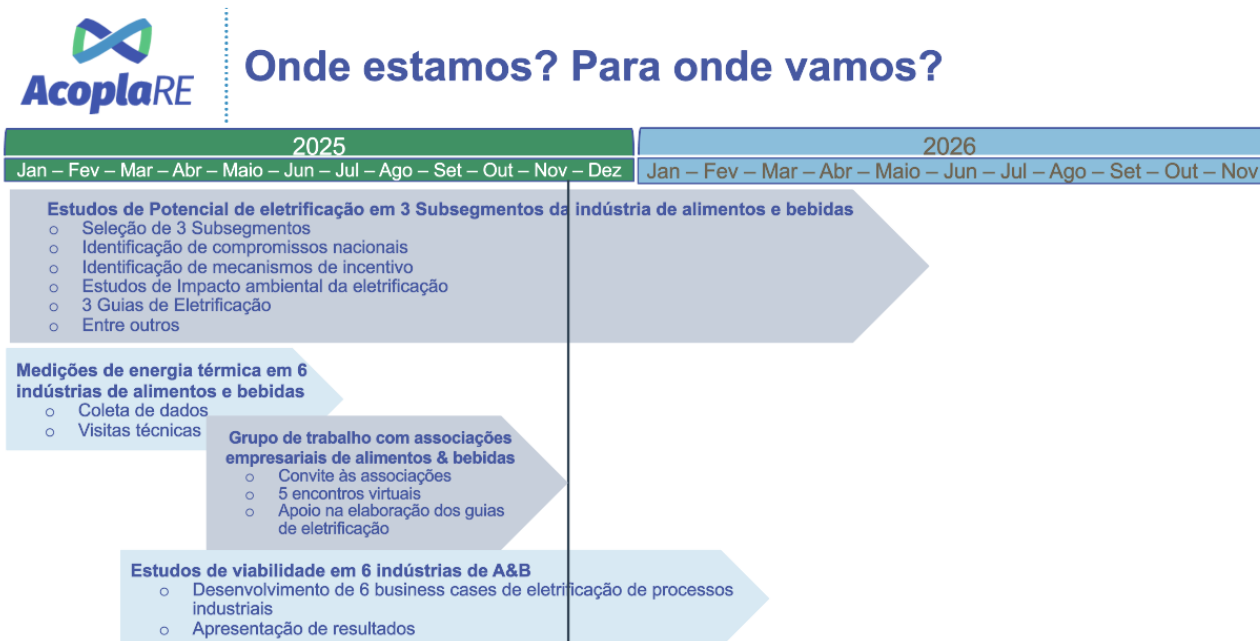 AcoplaRE
Onde estamos? Para onde vamos?
2025
2026
Jan – Fev – Mar – Abr – Maio – Jun – Jul – Ago – Set – Out – Nov – Dez
Jan – Fev – Mar – Abr – Maio – Jun – Jul – Ago – Set – Out – Nov
Estudos de Potencial de eletrificação em 3 Subsegmentos da indústria de alimentos e bebidas
o Seleção de 3 Subsegmentos
o Identificação de compromissos nacionais
o Identificação de mecanismos de incentivo
o Estudos de Impacto ambiental da eletrificação
o 3 Guias de Eletrificação
o Entre outros
Medições de energia térmica em 6
indústrias de alimentos e bebidas
o Coleta de dados
o Visitas técnicas
Grupo de trabalho com associações
empresariais de alimentos & bebidas
o Convite às associações
o 5 encontros virtuais
o Apoio na elaboração dos guias
de eletrificação
Estudos de viabilidade em 6 indústrias de A&B
o Desenvolvimento de 6 business cases de eletrificação de processos
industriais
o Apresentação de resultados